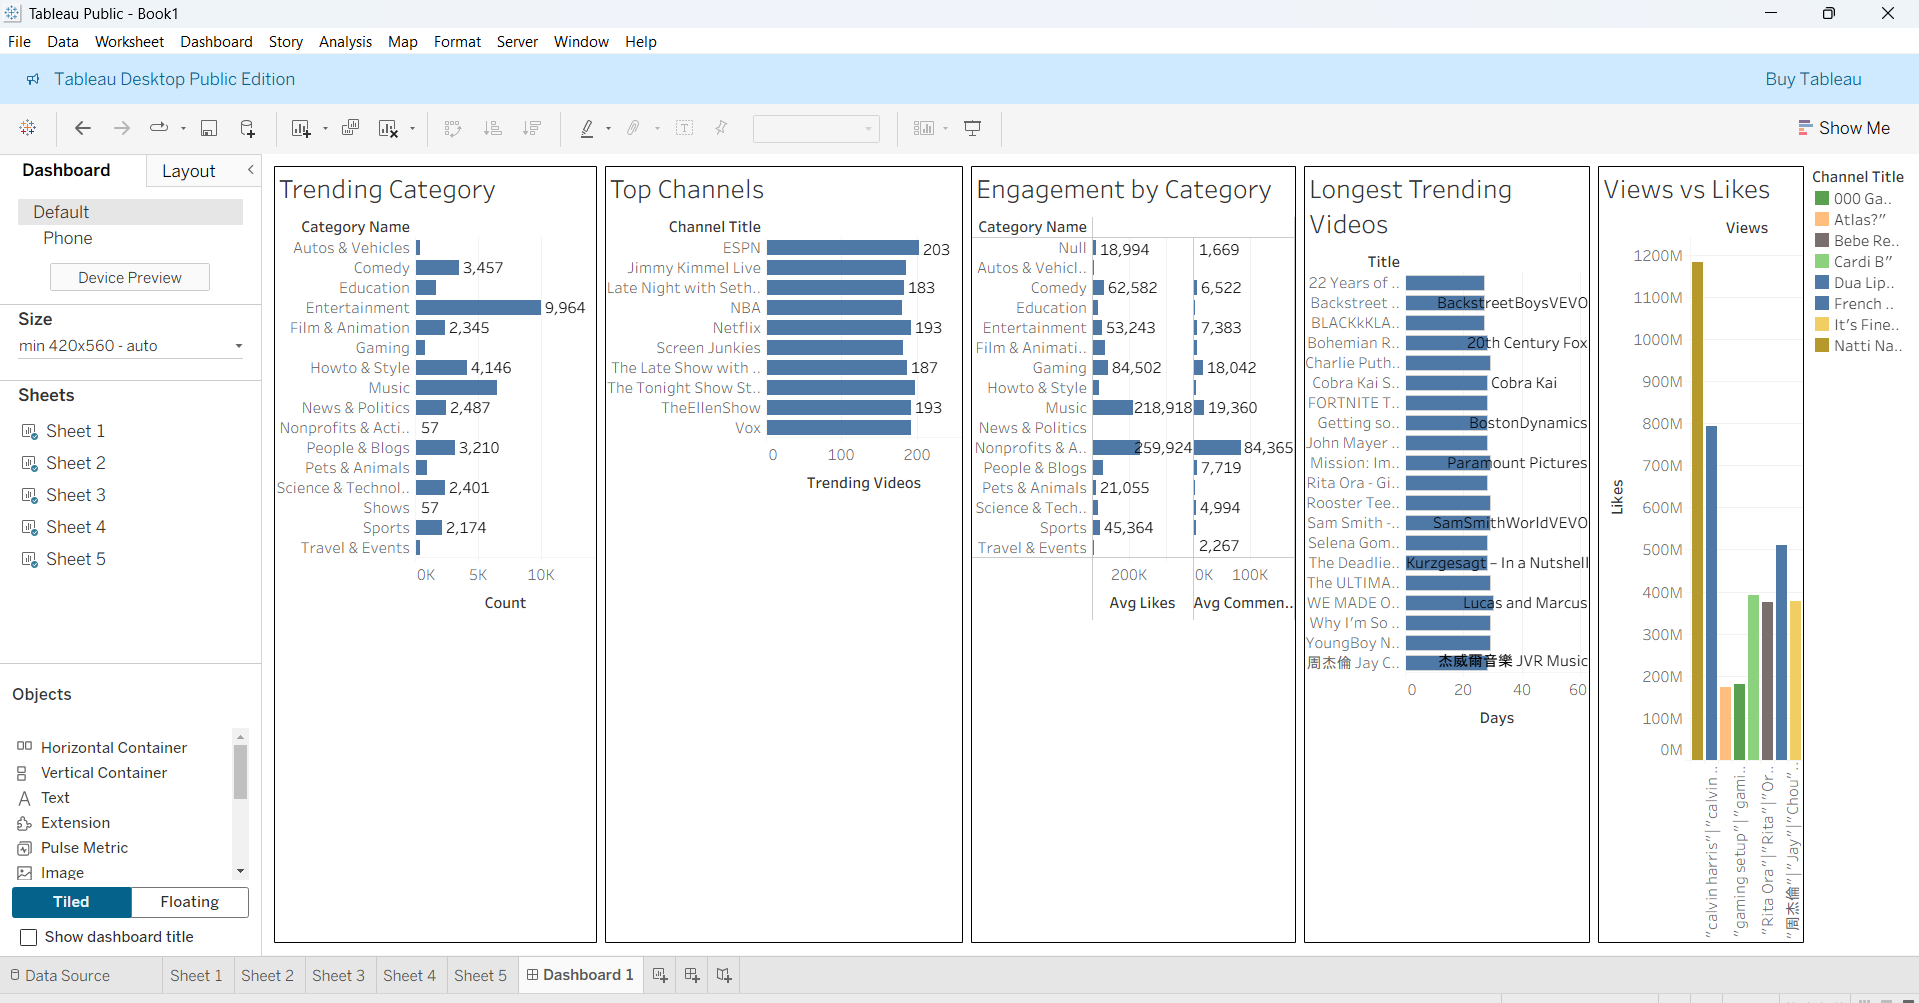 Tableau Public - Book1
File Data Worksheet Dashboard Story Analysis Map Format Server Window Help
Tableau Desktop Public Edition
Buy Tableau
Show Me
Dashboard
Layout
Default
Phone
Device Preview
Size
min 420x560 - auto
Sheets
Sheet 1
Sheet 2
Sheet 3
Sheet 4
Sheet 5
Objects
Horizontal Container
Vertical Container
Text
Extension
Pulse Metric
Image
Tiled
Floating
Show dashboard title
Trending Category
Category Name
Autos & Vehicles
Comedy 3,457
Education
Entertainment 9,964
Film & Animation 2,345
Gaming
Howto & Style 4,146
Music
News & Politics 2,487
Nonprofits & Acti.. 57
People & Blogs 3,210
Pets & Animals
Science & Technol.. 2,401
Shows 57
Sports 2,174
Travel & Events
0K 5K 10K
Count
Top Channels
Channel Title
ESPN 203
Jimmy Kimmel Live
Late Night with Seth.. 183
NBA
Netflix 193
Screen Junkies
The Late Show with .. 187
The Tonight Show St..
TheEllenShow 193
Vox
0 100 200
Trending Videos
Engagement by Category
Category Name
Null 18,994 1,669
Autos & Vehicl..
Comedy 62,582 6,522
Education
Entertainment 53,243 7,383
Film & Animati..
Gaming 84,502 18,042
Howto & Style
Music 218,918 19,360
News & Politics
Nonprofits & A.. 259,924 84,365
People & Blogs 7,719
Pets & Animals 21,055
Science & Tech.. 4,994
Sports 45,364
Travel & Events 2,267
200K 0K 100K
Avg Likes Avg Commen..
Longest Trending
Videos
Title
22 Years of ..
Backstreet .. BackstreetBoysVEVO
BLACKkKLA..
Bohemian R.. 20th Century Fox
Charlie Puth..
Cobra Kai S.. Cobra Kai
FORTNITE T..
Getting so.. BostonDynamics
John Mayer ..
Mission: Im.. Paramount Pictures
Rita Ora - Gi..
Rooster Tee..
Sam Smith -.. SamSmithWorldVEVO
Selena Gom..
The Deadlie.. Kurzgesagt – In a Nutshell
The ULTIMA..
WE MADE O.. Lucas and Marcus
Why I'm So ..
YoungBoy N..
周杰倫 Jay C.. 杰威爾音樂 JVR Music
0 20 40 60
Days
Views vs Likes
Views
1200M
1100M
1000M
900M
800M
700M
600M
500M
400M
300M
200M
100M
0M
Likes
"calvin harris"|"calvin ..
"gaming setup"|"gami..
"Rita Ora"|"Rita"|"Or..
"周杰倫"|"Jay"|"Chou"..
Channel Title
000 Ga..
Atlas?"
Bebe Re..
Cardi B"
Dua Lip..
French ..
It's Fine..
Natti Na..
Data Source
Sheet 1
Sheet 2
Sheet 3
Sheet 4
Sheet 5
Dashboard 1